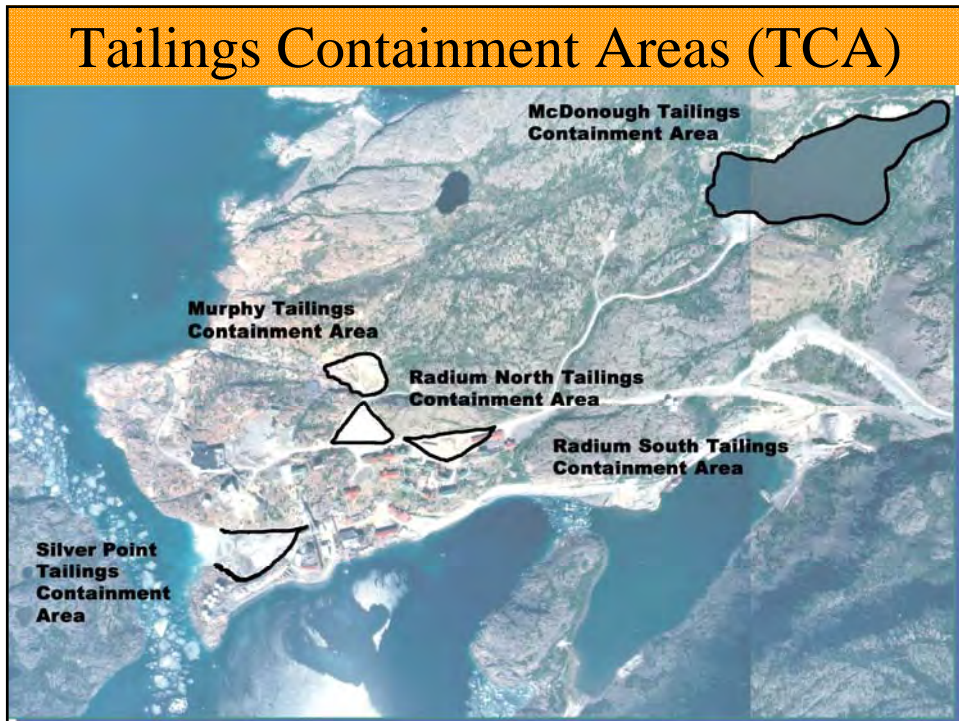 Tailings Containment Areas (TCA)
McDonough Tailings
Containment Area
Murphy Tailings
Containment Area
Radium North Tailings
Containment Area
Radium South Tailings
Containment Area
Silver Point
Tailings
Containment
Area